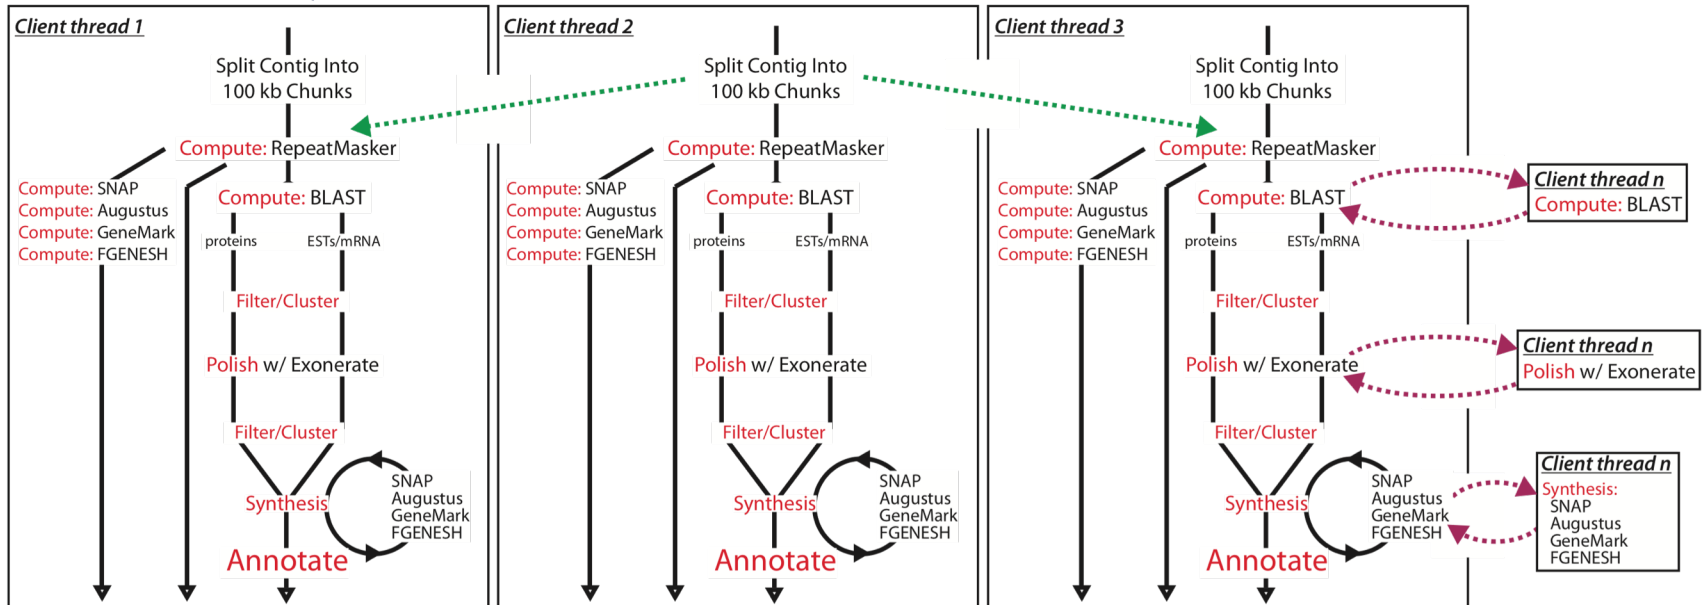 Client thread 1
Split Contig Into
100 kb Chunks
Compute: RepeatMasker
Compute: SNAP
Compute: Augustus
Compute: GeneMark
Compute: FGENESH
Compute: BLAST
proteins
ESTs/mRNA
Filter/Cluster
Polish w/ Exonerate
Filter/Cluster
Synthesis
SNAP
Augustus
GeneMark
FGENESH
Annotate
Client thread 2
Split Contig Into
100 kb Chunks
Compute: RepeatMasker
Compute: SNAP
Compute: Augustus
Compute: GeneMark
Compute: FGENESH
Compute: BLAST
proteins
ESTs/mRNA
Filter/Cluster
Polish w/ Exonerate
Filter/Cluster
Synthesis
SNAP
Augustus
GeneMark
FGENESH
Annotate
Client thread 3
Split Contig Into
100 kb Chunks
Compute: RepeatMasker
Compute: SNAP
Compute: Augustus
Compute: GeneMark
Compute: FGENESH
Compute: BLAST
proteins
ESTs/mRNA
Filter/Cluster
Polish w/ Exonerate
Filter/Cluster
Synthesis
SNAP
Augustus
GeneMark
FGENESH
Annotate
Client thread n
Compute: BLAST
Client thread n
Polish w/ Exonerate
Client thread n
Synthesis:
SNAP
Augustus
GeneMark
FGENESH